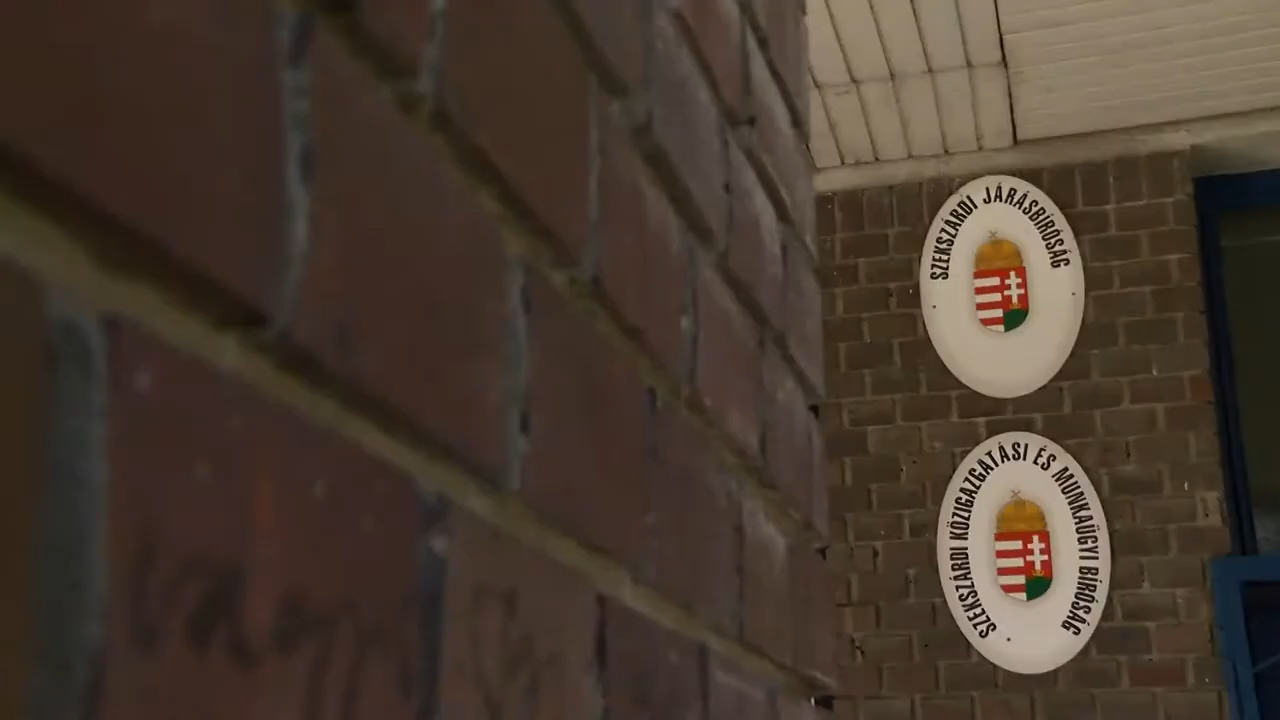 SZEKSZÁRDI JÁRÁSBÍRÓSÁG
SZEKSZÁRDI KÖZIGAZGATÁSI ÉS MUNKAÜGYI BÍRÓSÁG